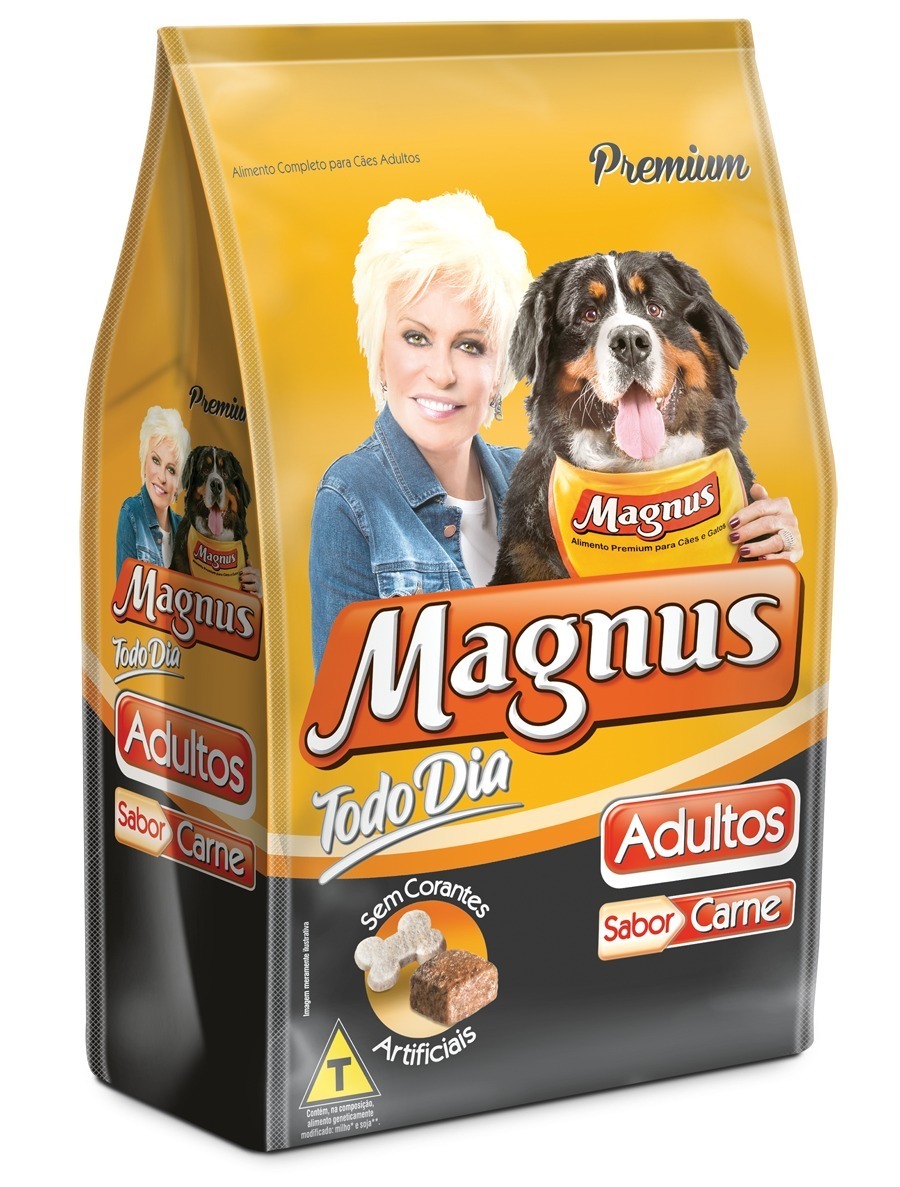 Alimento Completo para Cães Adultos
Premium
Magnus
Alimento Premium para Cães e Gatos
Magnus
Todo Dia
Adultos
Sabor Carne
Sem Corantes
Artificiais
Imagem meramente ilustrativa
T
Contém, na composição,
alimento geneticamente
modificado: milho* e soja**.
Premium
Magnus
Magnus
Todo Dia
Adultos
Sabor Carne